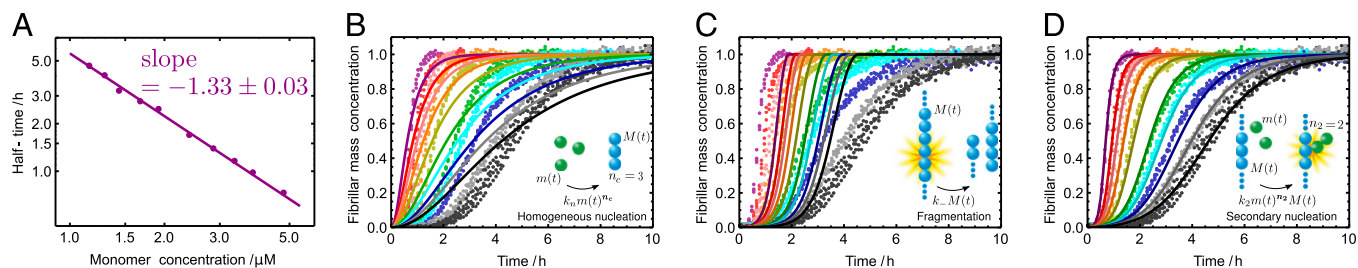 A
slope
= −1.33 ± 0.03
Half- time /h
5.0
3.0
2.0
1.5
1.0
1.0 1.5 2.0 3.0 5.0
Monomer concentration /µM
B
Fibrillar mass concentration
1.0
0.8
0.6
0.4
0.2
0.0
M(t)
m(t)
n_c = 3
k_n m(t)^{n_c}
Homogeneous nucleation
0 2 4 6 8 10
Time / h
C
Fibrillar mass concentration
1.0
0.8
0.6
0.4
0.2
0.0
M(t)
k_− M(t)
Fragmentation
0 2 4 6 8 10
Time / h
D
Fibrillar mass concentration
1.0
0.8
0.6
0.4
0.2
0.0
m(t)
n_2 = 2
M(t)
k_2 m(t)^{n_2} M(t)
Secondary nucleation
0 2 4 6 8 10
Time / h